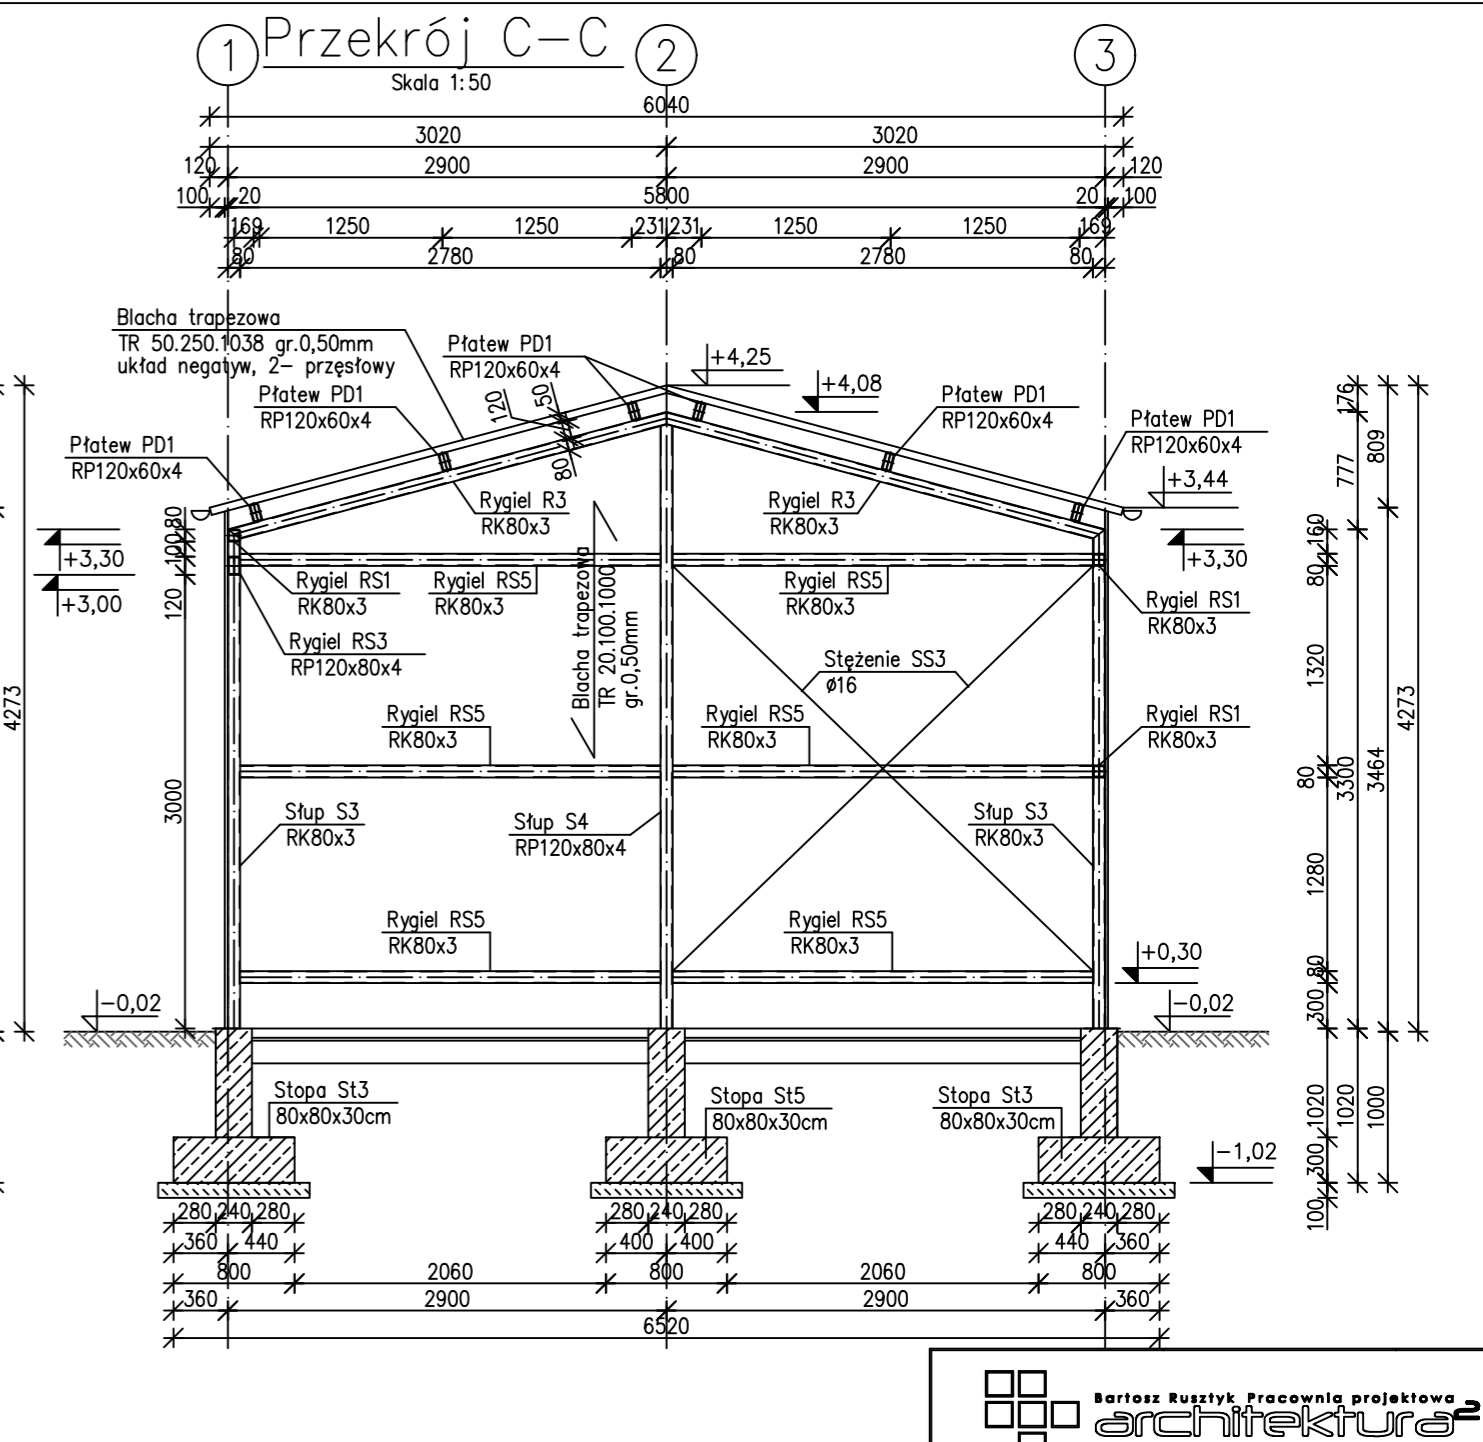 1
Przekrój C-C
2
3
Skala 1:50
6040
3020
3020
120
2900
2900
120
100
20
5800
20
100
169
1250
1250
231
231
1250
1250
169
80
2780
80
2780
80
Blacha trapezowa
TR 50.250.1038 gr.0,50mm
układ negatyw, 2- przęsłowy
Płatew PD1
RP120x60x4
Płatew PD1
RP120x60x4
Płatew PD1
RP120x60x4
Płatew PD1
RP120x60x4
Płatew PD1
RP120x60x4
120
50
80
+4,25
+4,08
+3,44
+3,30
+3,30
+3,00
Rygiel R3
RK80x3
Rygiel R3
RK80x3
Rygiel RS1
RK80x3
Rygiel RS5
RK80x3
Rygiel RS5
RK80x3
Rygiel RS1
RK80x3
Rygiel RS3
RP120x80x4
Blacha trapezowa
TR 20.100.1000
gr.0,50mm
Stężenie SS3
ø16
Rygiel RS5
RK80x3
Rygiel RS5
RK80x3
Rygiel RS1
RK80x3
Słup S3
RK80x3
Słup S4
RP120x80x4
Słup S3
RK80x3
Rygiel RS5
RK80x3
Rygiel RS5
RK80x3
+0,30
-0,02
-0,02
4273
80
100
120
3000
176
777
809
160
80
1320
80
3300
3464
4273
1280
80
300
1020
1020
1000
300
100
Stopa St3
80x80x30cm
Stopa St5
80x80x30cm
Stopa St3
80x80x30cm
-1,02
280
240
280
280
240
280
280
240
280
360
440
400
400
440
360
800
2060
800
2060
800
360
2900
2900
360
6520
Bartosz Rusztyk Pracownia projektowa
architektura²